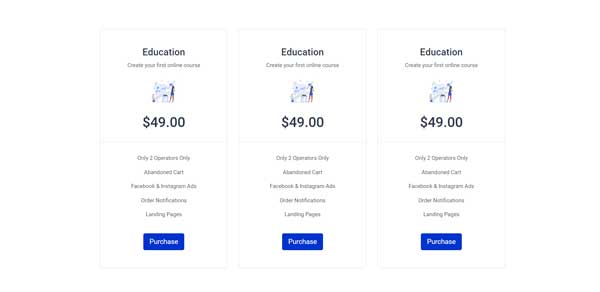 Education
Create your first online course
$49.00
Only 2 Operators Only
Abandoned Cart
Facebook & Instagram Ads
Order Notifications
Landing Pages
Purchase
Education
Create your first online course
$49.00
Only 2 Operators Only
Abandoned Cart
Facebook & Instagram Ads
Order Notifications
Landing Pages
Purchase
Education
Create your first online course
$49.00
Only 2 Operators Only
Abandoned Cart
Facebook & Instagram Ads
Order Notifications
Landing Pages
Purchase